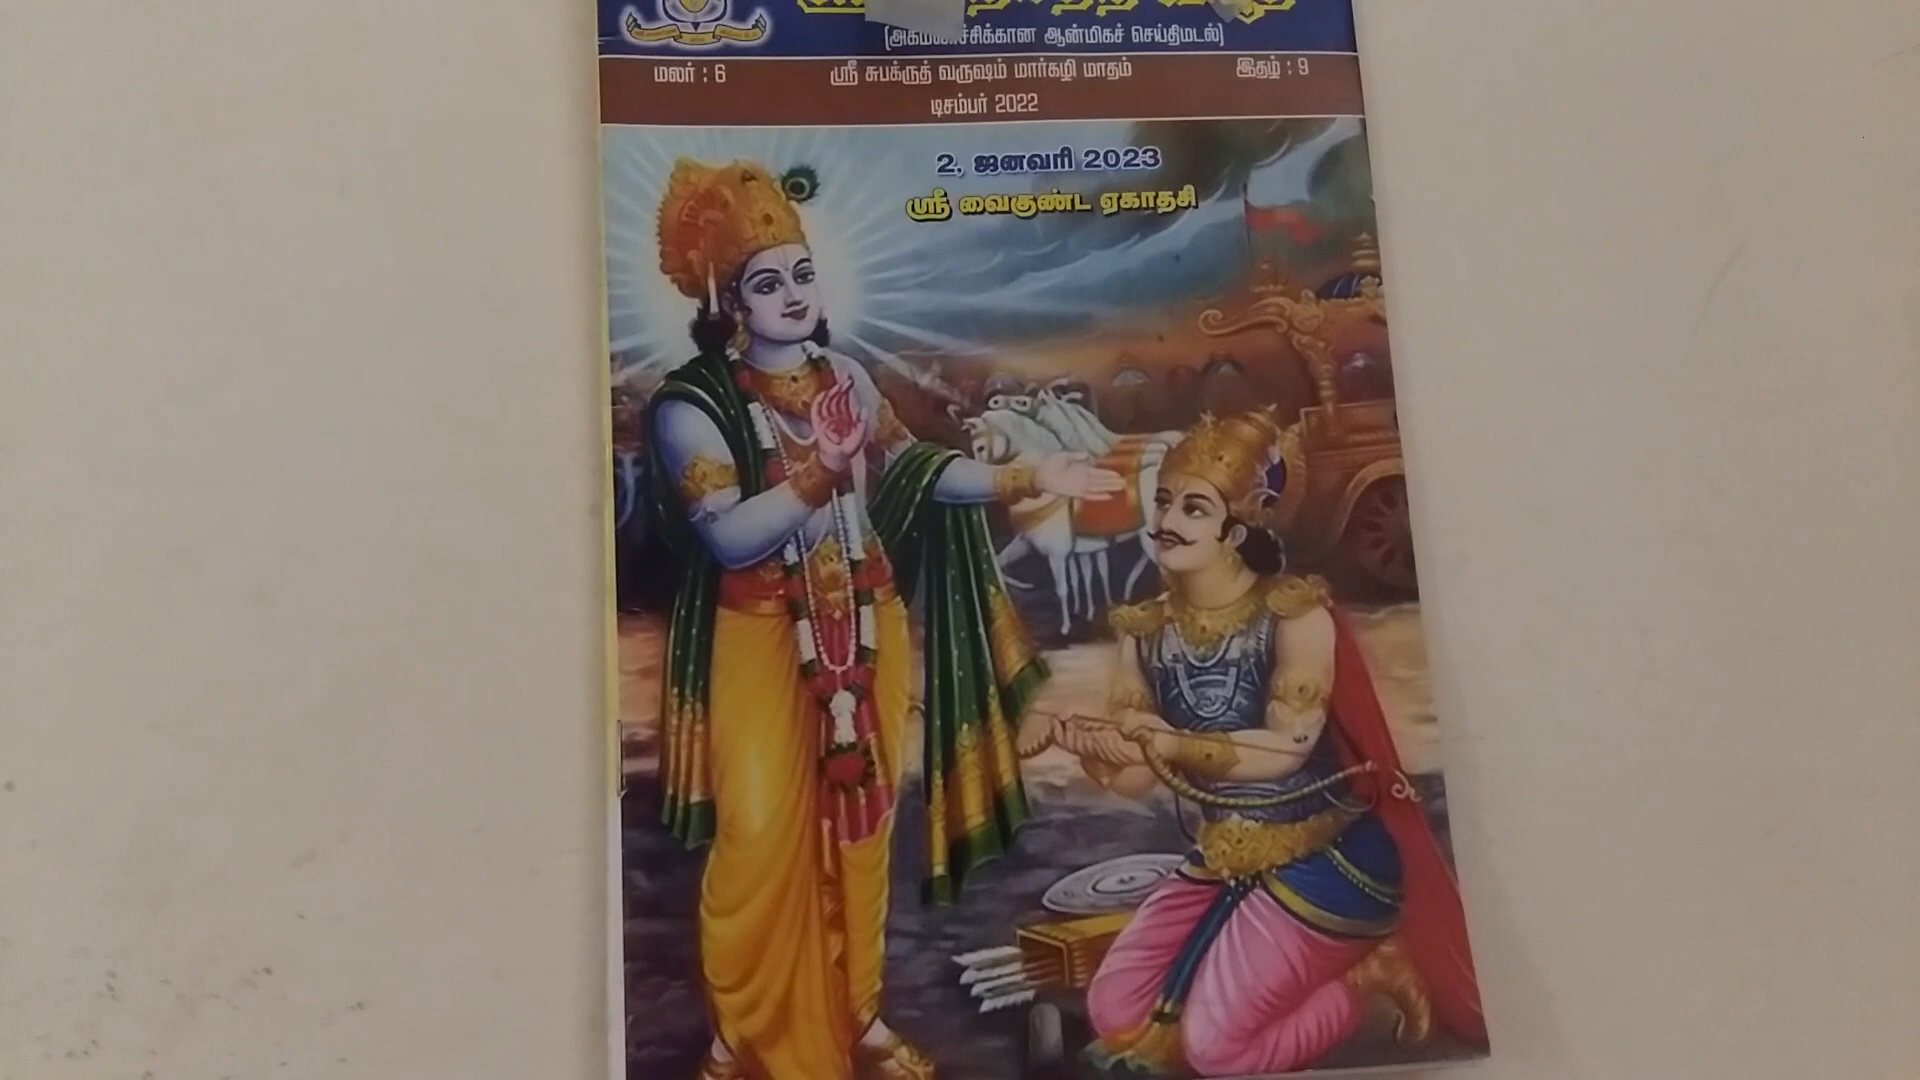 (அகமலர்ச்சிக்கான ஆன்மிகச் செய்திமடல்)
மலர் : 6 ஸ்ரீ சுபக்ருத் வருஷம் மார்கழி மாதம் இதழ் : 9
டிசம்பர் 2022
2, ஜனவரி 2023
ஸ்ரீ வைகுண்ட ஏகாதசி